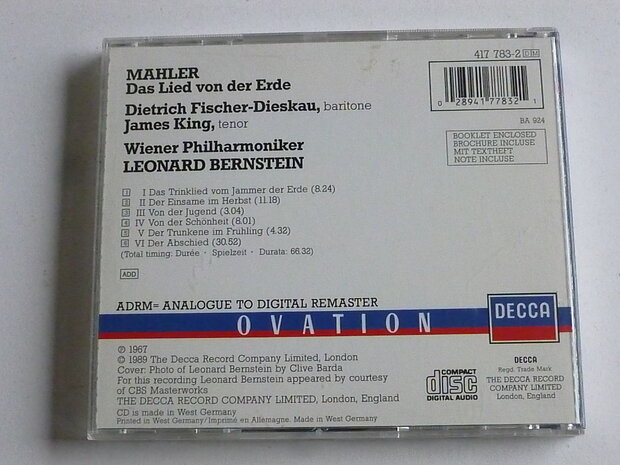 417 783-2 DM
MAHLER
Das Lied von der Erde
Dietrich Fischer-Dieskau, baritone
James King, tenor
Wiener Philharmoniker
LEONARD BERNSTEIN
0 28941 77832 1
BA 924
BOOKLET ENCLOSED
BROCHURE INCLUSE
MIT TEXTHEFT
NOTE INCLUSE
1 I Das Trinklied vom Jammer der Erde (8.24)
2 II Der Einsame im Herbst (11.18)
3 III Von der Jugend (3.04)
4 IV Von der Schönheit (8.01)
5 V Der Trunkene im Frühling (4.32)
6 VI Der Abschied (30.52)
(Total timing: Durée · Spielzeit · Durata: 66.32)
ADD
ADRM= ANALOGUE TO DIGITAL REMASTER
OVATION
DECCA
℗ 1967
© 1989 The Decca Record Company Limited, London
Cover: Photo of Leonard Bernstein by Clive Barda
For this recording Leonard Bernstein appeared by courtesy
of CBS Masterworks
THE DECCA RECORD COMPANY LIMITED, London, England
CD is made in West Germany
Printed in West Germany/Imprimé en Allemagne. Made in West Germany
COMPACT
disc
DIGITAL AUDIO
DECCA
Regd. Trade Mark
THE DECCA RECORD
COMPANY LIMITED,
London, England